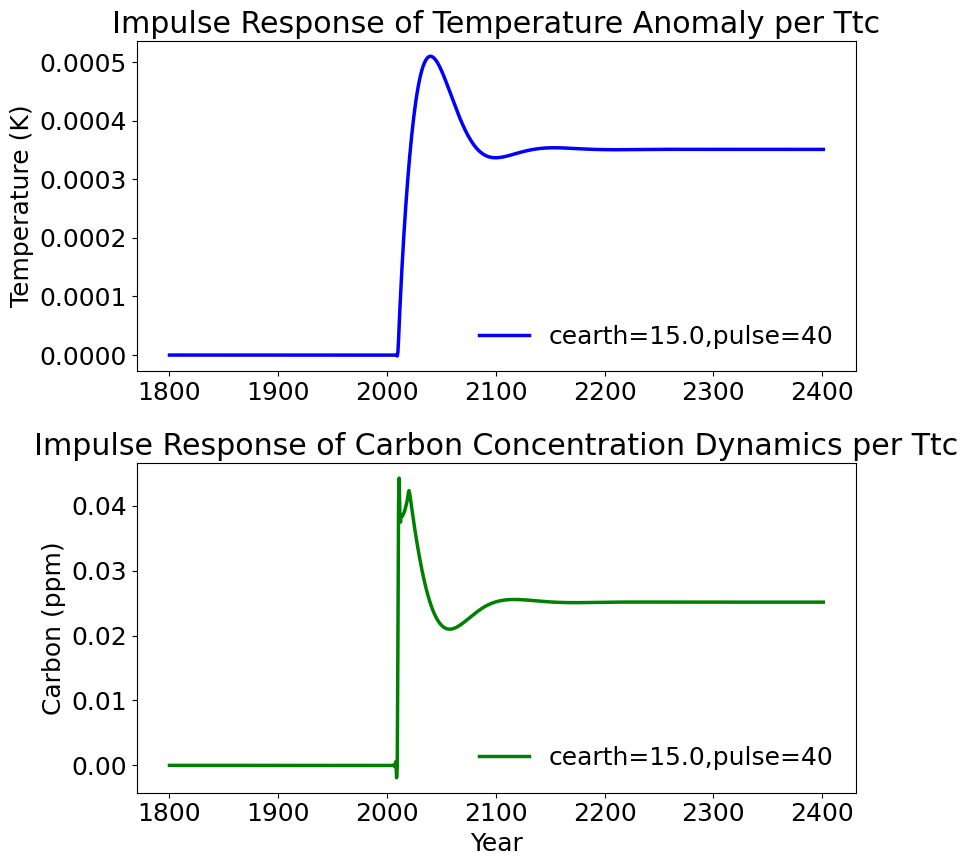 Impulse Response of Temperature Anomaly per Ttc
Temperature (K)
0.0005
0.0004
0.0003
0.0002
0.0001
0.0000
cearth=15.0,pulse=40
1800 1900 2000 2100 2200 2300 2400
Impulse Response of Carbon Concentration Dynamics per Ttc
Carbon (ppm)
0.04
0.03
0.02
0.01
0.00
cearth=15.0,pulse=40
1800 1900 2000 2100 2200 2300 2400
Year